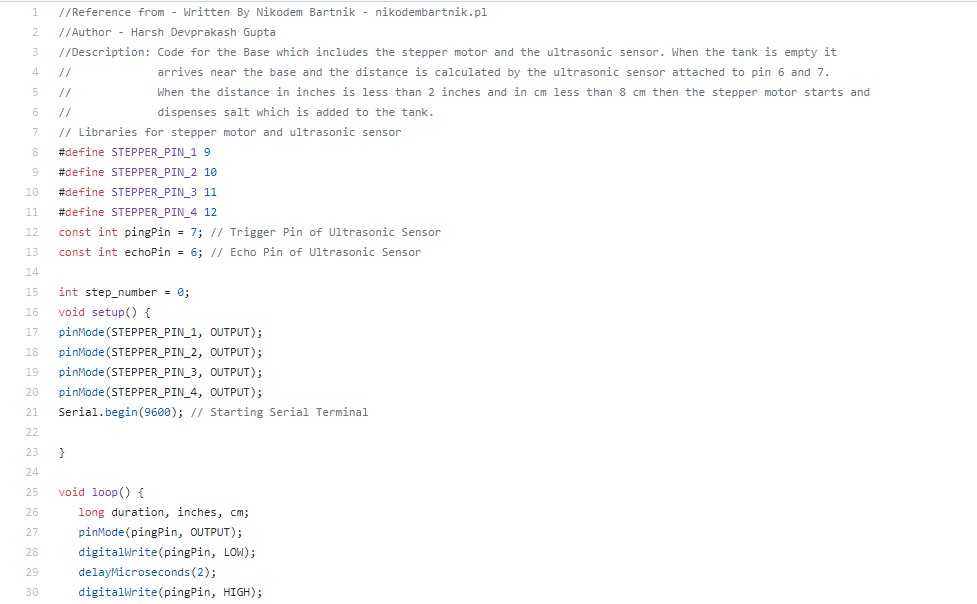 1 //Reference from - Written By Nikodem Bartnik - nikodembartnik.pl
2 //Author - Harsh Devprakash Gupta
3 //Description: Code for the Base which includes the stepper motor and the ultrasonic sensor. When the tank is empty it
4 // arrives near the base and the distance is calculated by the ultrasonic sensor attached to pin 6 and 7.
5 // When the distance in inches is less than 2 inches and in cm less than 8 cm then the stepper motor starts and
6 // dispenses salt which is added to the tank.
7 // Libraries for stepper motor and ultrasonic sensor
8 #define STEPPER_PIN_1 9
9 #define STEPPER_PIN_2 10
10 #define STEPPER_PIN_3 11
11 #define STEPPER_PIN_4 12
12 const int pingPin = 7; // Trigger Pin of Ultrasonic Sensor
13 const int echoPin = 6; // Echo Pin of Ultrasonic Sensor
14
15 int step_number = 0;
16 void setup() {
17 pinMode(STEPPER_PIN_1, OUTPUT);
18 pinMode(STEPPER_PIN_2, OUTPUT);
19 pinMode(STEPPER_PIN_3, OUTPUT);
20 pinMode(STEPPER_PIN_4, OUTPUT);
21 Serial.begin(9600); // Starting Serial Terminal
22
23 }
24
25 void loop() {
26 long duration, inches, cm;
27 pinMode(pingPin, OUTPUT);
28 digitalWrite(pingPin, LOW);
29 delayMicroseconds(2);
30 digitalWrite(pingPin, HIGH);